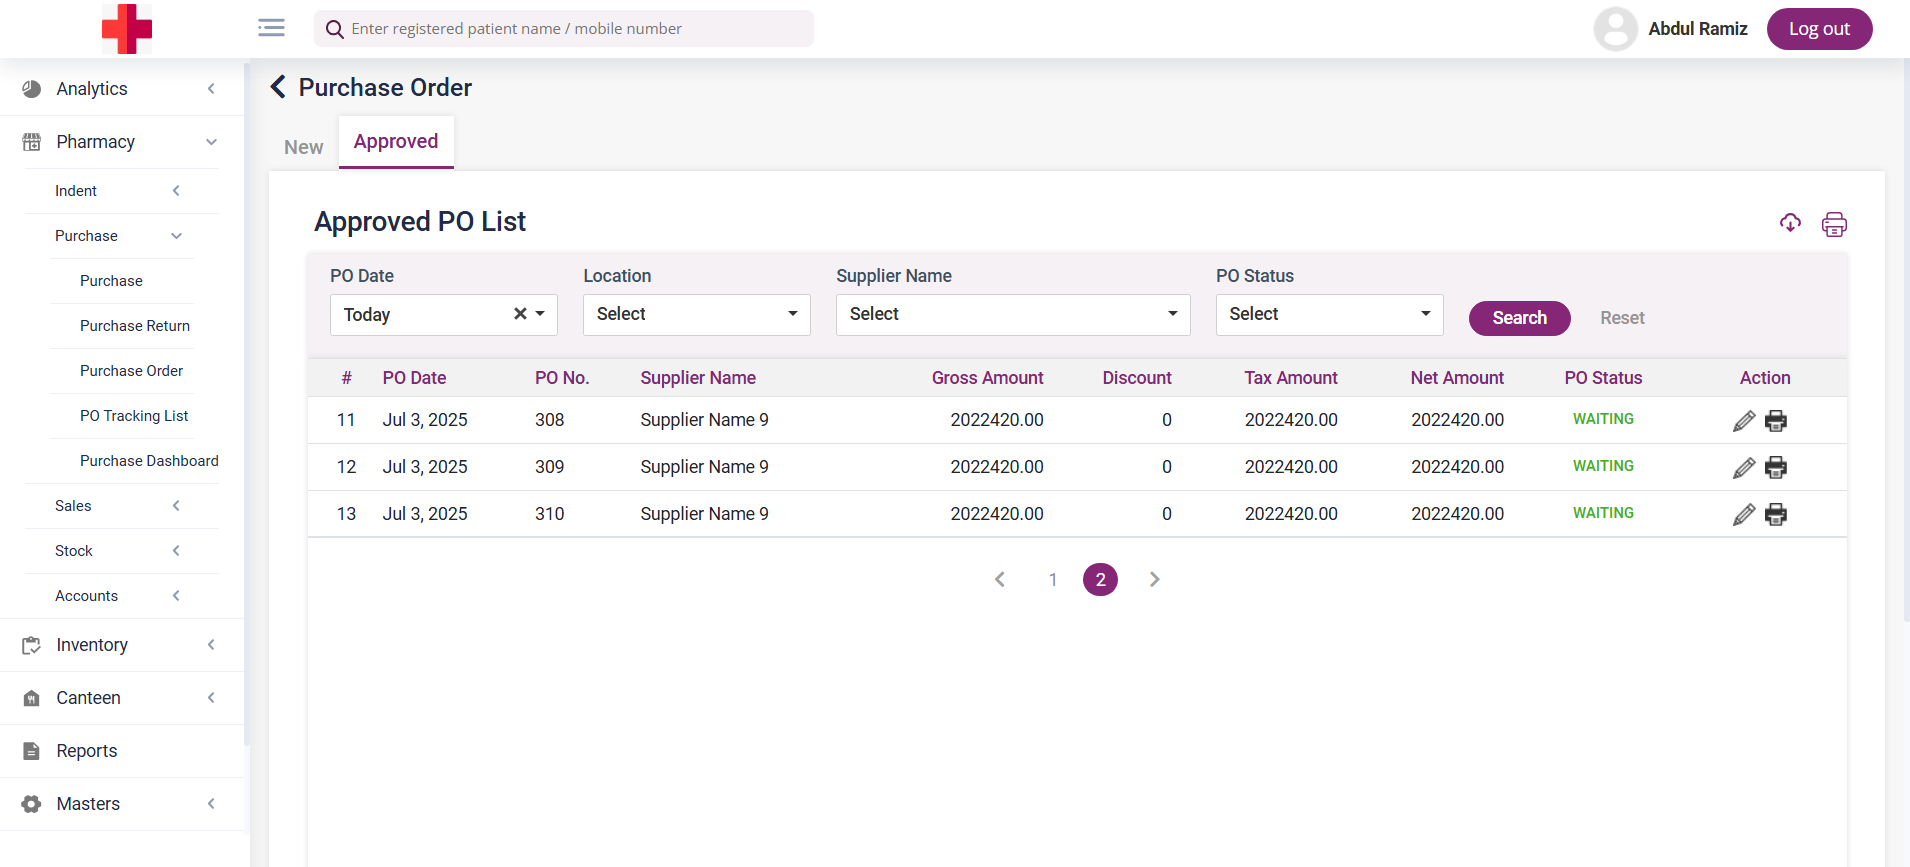 Enter registered patient name / mobile number
Abdul Ramiz
Log out
Analytics
Pharmacy
Indent
Purchase
Purchase
Purchase Return
Purchase Order
PO Tracking List
Purchase Dashboard
Sales
Stock
Accounts
Inventory
Canteen
Reports
Masters
Purchase Order
New Approved
Approved PO List
PO Date Location Supplier Name PO Status
Today Select Select Select Search Reset
# PO Date PO No. Supplier Name Gross Amount Discount Tax Amount Net Amount PO Status Action
11 Jul 3, 2025 308 Supplier Name 9 2022420.00 0 2022420.00 2022420.00 WAITING
12 Jul 3, 2025 309 Supplier Name 9 2022420.00 0 2022420.00 2022420.00 WAITING
13 Jul 3, 2025 310 Supplier Name 9 2022420.00 0 2022420.00 2022420.00 WAITING
1 2